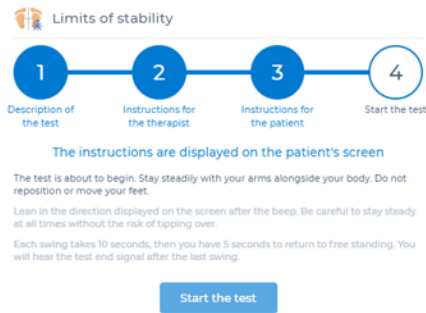 Limits of stability
1 2 3 4
Description of the test
Instructions for the therapist
Instructions for the patient
Start the test
The instructions are displayed on the patient's screen
The test is about to begin. Stay steadily with your arms alongside your body. Do not
reposition or move your feet.
Lean in the direction displayed on the screen after the beep. Be careful to stay steady
at all times without the risk of tipping over.
Each swing takes 10 seconds, then you have 5 seconds to return to free standing. You
will hear the test end signal after the last swing.
Start the test